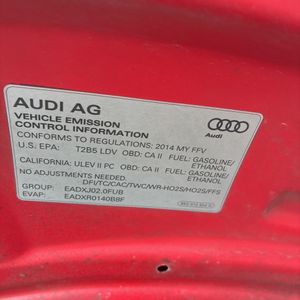 AUDI AG
VEHICLE EMISSION
CONTROL INFORMATION
Audi
CONFORMS TO REGULATIONS: 2014 MY FFV
U.S. EPA: T2B5 LDV OBD: CA II FUEL: GASOLINE/
ETHANOL
CALIFORNIA: ULEV II PC OBD: CA II FUEL: GASOLINE/
ETHANOL
NO ADJUSTMENTS NEEDED.
DFI/TC/CAC/TWC/WR-HO2S/HO2S/FFS
GROUP: EADXJ02.0FUB
EVAP: EADXR0140B8F